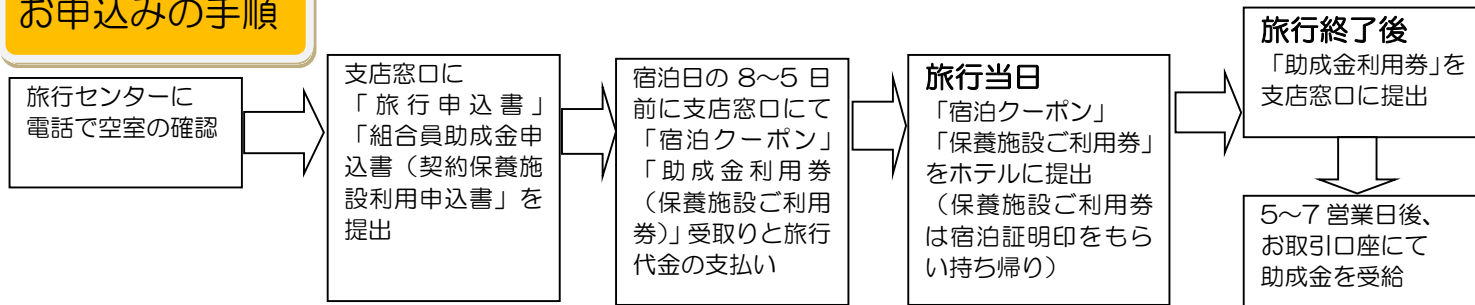 お申込みの手順
旅行センターに
電話で空室の確認
支店窓口に
「旅行申込書」
「組合員助成金申
込書（契約保養施
設利用申込書」を
提出
宿泊日の 8～5 日
前に支店窓口にて
「宿泊クーポン」
「助成金利用券
（保養施設ご利用
券）」受取りと旅行
代金の支払い
旅行当日
「宿泊クーポン」
「保養施設ご利用券」
をホテルに提出
（保養施設ご利用券
は宿泊証明印をもら
い持ち帰り）
旅行終了後
「助成金利用券」を
支店窓口に提出
5～7 営業日後、
お取引口座にて
助成金を受給